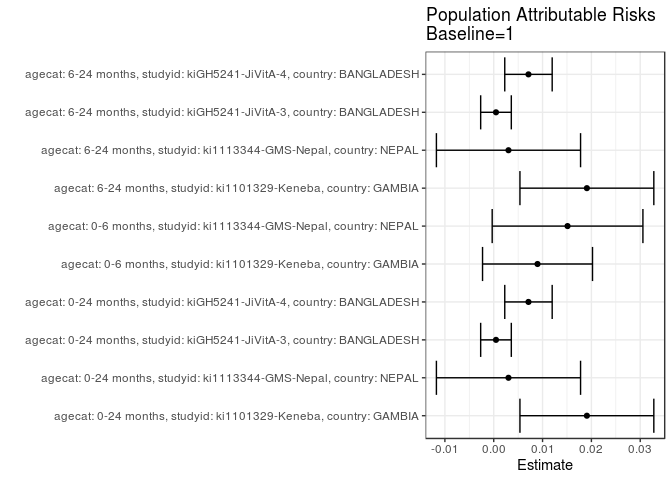 Population Attributable Risks
Baseline=1
agecat: 6-24 months, studyid: kiGH5241-JiVitA-4, country: BANGLADESH
agecat: 6-24 months, studyid: kiGH5241-JiVitA-3, country: BANGLADESH
agecat: 6-24 months, studyid: ki1113344-GMS-Nepal, country: NEPAL
agecat: 6-24 months, studyid: ki1101329-Keneba, country: GAMBIA
agecat: 0-6 months, studyid: ki1113344-GMS-Nepal, country: NEPAL
agecat: 0-6 months, studyid: ki1101329-Keneba, country: GAMBIA
agecat: 0-24 months, studyid: kiGH5241-JiVitA-4, country: BANGLADESH
agecat: 0-24 months, studyid: kiGH5241-JiVitA-3, country: BANGLADESH
agecat: 0-24 months, studyid: ki1113344-GMS-Nepal, country: NEPAL
agecat: 0-24 months, studyid: ki1101329-Keneba, country: GAMBIA
-0.01 0.00 0.01 0.02 0.03
Estimate